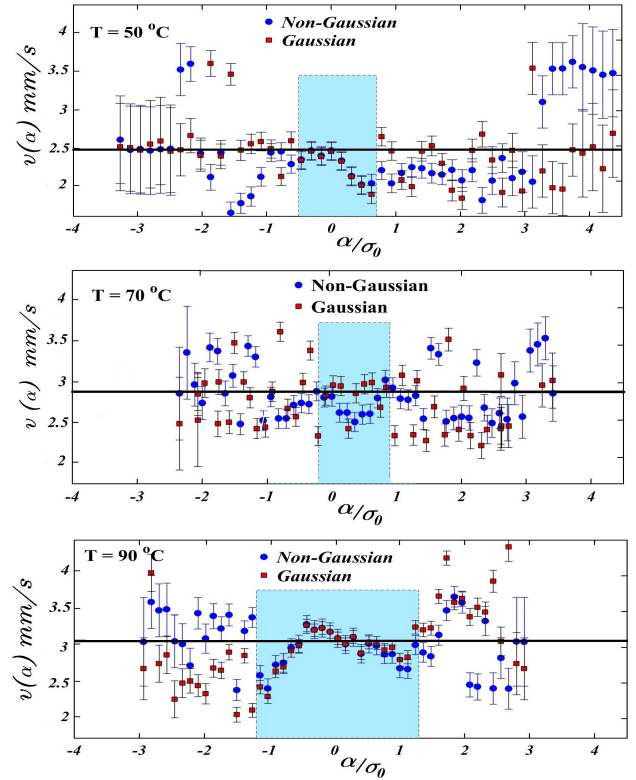 T = 50 °C
Non-Gaussian
Gaussian
v(α) mm/s
4
3.5
3
2.5
2
-4 -3 -2 -1 0 1 2 3 4
α/σ₀
T = 70 °C
Non-Gaussian
Gaussian
v (α) mm/s
4
3.5
3
2.5
2
-4 -3 -2 -1 0 1 2 3 4
α/σ₀
T = 90 °C
Non-Gaussian
Gaussian
v(α) mm/s
4
3.5
3
2.5
2
-4 -3 -2 -1 0 1 2 3 4
α/σ₀